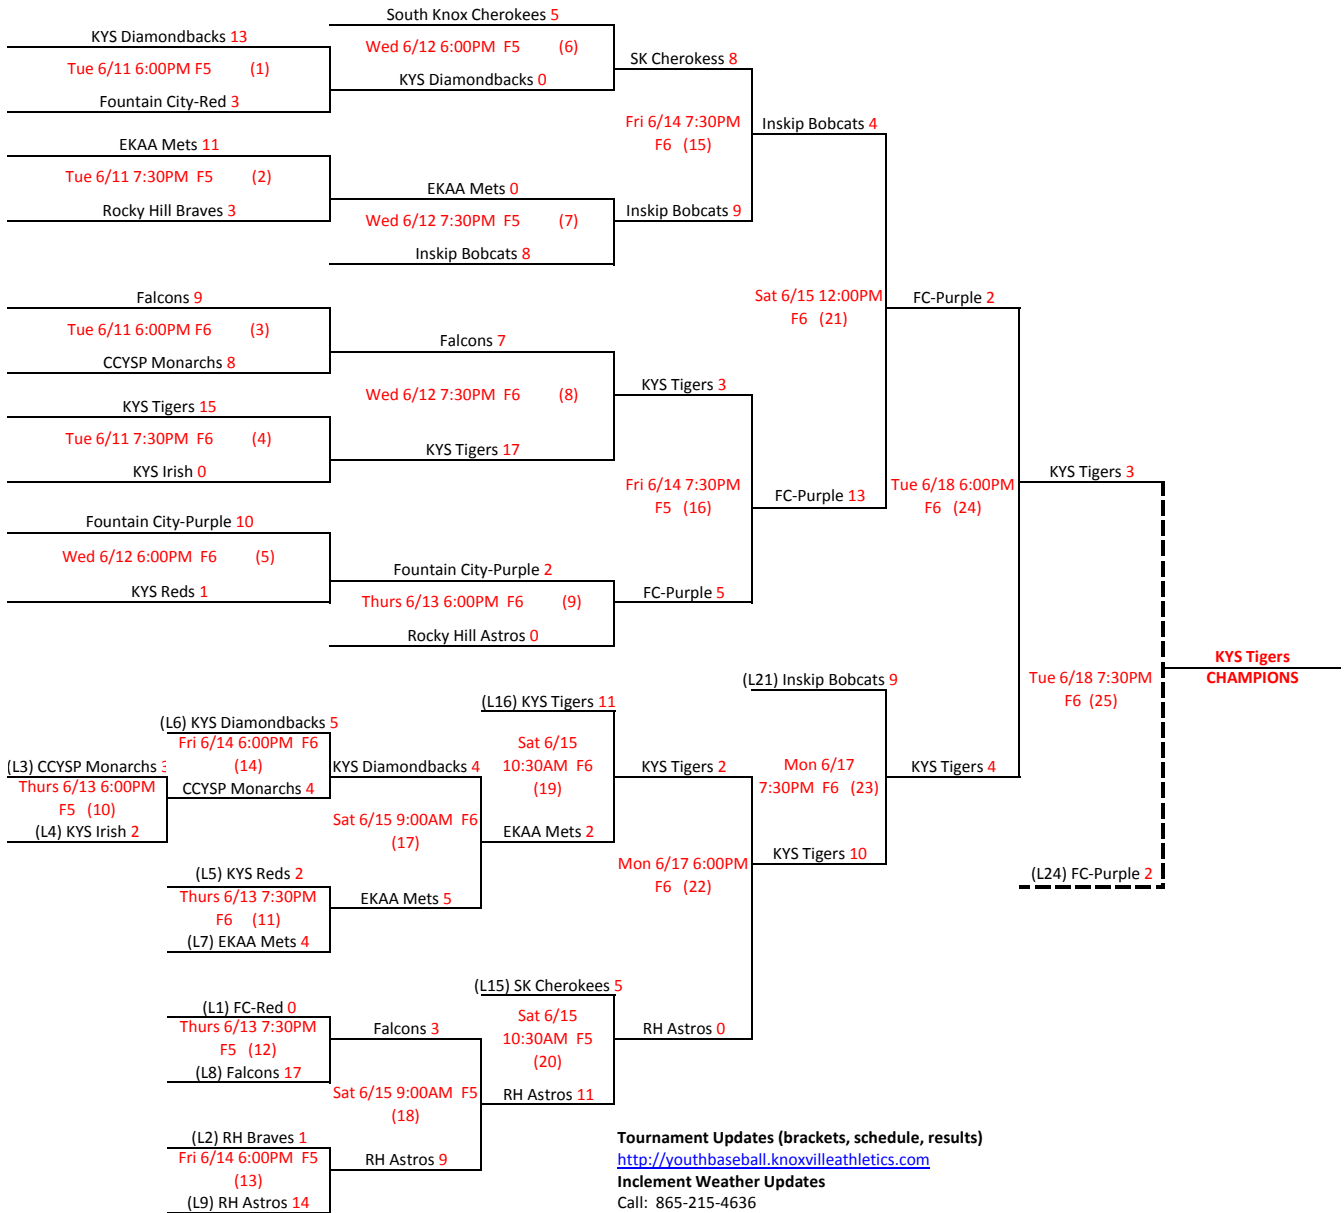 South Knox Cherokees 5
KYS Diamondbacks 13
Wed 6/12 6:00PM F5 (6)
SK Cherokess 8
Tue 6/11 6:00PM F5 (1)
KYS Diamondbacks 0
Fountain City-Red 3
Fri 6/14 7:30PM
F6 (15)
Inskip Bobcats 4
EKAA Mets 11
Tue 6/11 7:30PM F5 (2)
EKAA Mets 0
Rocky Hill Braves 3
Wed 6/12 7:30PM F5 (7)
Inskip Bobcats 9
Inskip Bobcats 8
Falcons 9
Sat 6/15 12:00PM
F6 (21)
FC-Purple 2
Tue 6/11 6:00PM F6 (3)
Falcons 7
CCYSP Monarchs 8
KYS Tigers 3
Wed 6/12 7:30PM F6 (8)
KYS Tigers 15
Tue 6/11 7:30PM F6 (4)
KYS Tigers 17
KYS Irish 0
Fri 6/14 7:30PM
F5 (16)
FC-Purple 13
Tue 6/18 6:00PM
F6 (24)
KYS Tigers 3
Fountain City-Purple 10
Wed 6/12 6:00PM F6 (5)
Fountain City-Purple 2
KYS Reds 1
Thurs 6/13 6:00PM F6 (9)
FC-Purple 5
Rocky Hill Astros 0
KYS Tigers
CHAMPIONS
(L21) Inskip Bobcats 9
Tue 6/18 7:30PM
F6 (25)
(L16) KYS Tigers 11
(L6) KYS Diamondbacks 5
Fri 6/14 6:00PM F6
(14)
Sat 6/15
10:30AM F6
(19)
(L3) CCYSP Monarchs 3
KYS Diamondbacks 4
KYS Tigers 2
Mon 6/17
7:30PM F6 (23)
KYS Tigers 4
Thurs 6/13 6:00PM
F5 (10)
CCYSP Monarchs 4
(L4) KYS Irish 2
Sat 6/15 9:00AM F6
(17)
EKAA Mets 2
KYS Tigers 10
Mon 6/17 6:00PM
F6 (22)
(L5) KYS Reds 2
(L24) FC-Purple 2
Thurs 6/13 7:30PM
F6 (11)
EKAA Mets 5
(L7) EKAA Mets 4
(L15) SK Cherokees 5
(L1) FC-Red 0
Sat 6/15
10:30AM F5
(20)
Thurs 6/13 7:30PM
F5 (12)
Falcons 3
RH Astros 0
(L8) Falcons 17
Sat 6/15 9:00AM F5
(18)
RH Astros 11
(L2) RH Braves 1
Fri 6/14 6:00PM F5
(13)
RH Astros 9
(L9) RH Astros 14
Tournament Updates (brackets, schedule, results)
http://youthbaseball.knoxvilleathletics.com
Inclement Weather Updates
Call: 865-215-4636